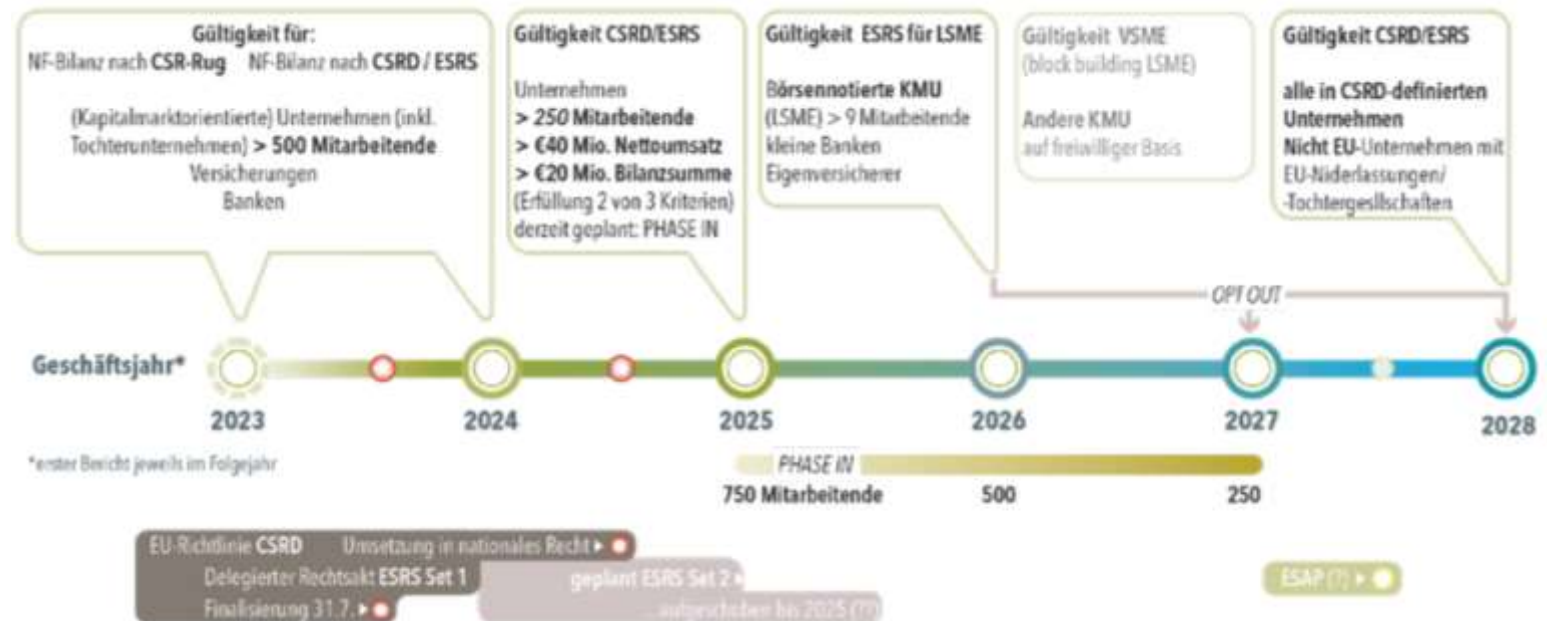 Gültigkeit für:
NF-Bilanz nach CSR-Rug NF-Bilanz nach CSRD / ESRS
(Kapitalmarktorientierte) Unternehmen (inkl.
Tochterunternehmen) > 500 Mitarbeitende
Versicherungen
Banken
Gültigkeit CSRD/ESRS
Unternehmen
> 250 Mitarbeitende
> €40 Mio. Nettoumsatz
> €20 Mio. Bilanzsumme
(Erfüllung 2 von 3 Kriterien)
derzeit geplant: PHASE IN
Gültigkeit ESRS für LSME
Börsennotierte KMU
(LSME) > 9 Mitarbeitende
kleine Banken
Eigenversicherer
Gültigkeit VSME
(block building LSME)
Andere KMU
auf freiwilliger Basis
Gültigkeit CSRD/ESRS
alle in CSRD-definierten
Unternehmen
Nicht EU-Unternehmen mit
EU-Niderlassungen/
-Tochtergesllschaften
OPT OUT
Geschäftsjahr*
2023
2024
2025
2026
2027
2028
*erster Bericht jeweils im Folgejahr
PHASE IN
750 Mitarbeitende 500 250
EU-Richtlinie CSRD Umsetzung in nationales Recht ▸
Delegierter Rechtsakt ESRS Set 1
geplant ESRS Set 2 ▸
Finalisierung 31.7. ▸
...aufgeschoben bis 2025 (??)
ESAP (?) ▸